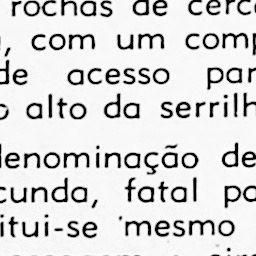 rochas de cerc
, com um comp
de acesso par
o alto da serrilh
denominação de
cunda, fatal pa
itui-se mesmo